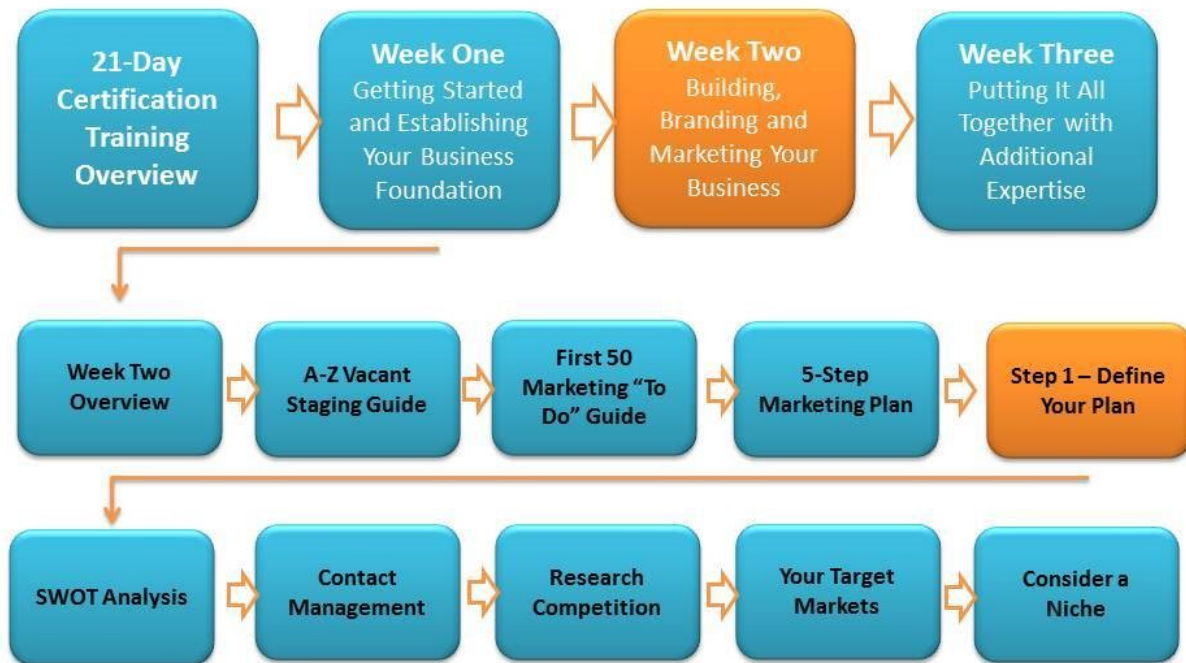 21-Day
Certification
Training
Overview
Week One
Getting Started
and Establishing
Your Business
Foundation
Week Two
Building,
Branding and
Marketing Your
Business
Week Three
Putting It All
Together with
Additional
Expertise
Week Two
Overview
A-Z Vacant
Staging Guide
First 50
Marketing “To
Do” Guide
5-Step
Marketing Plan
Step 1 – Define
Your Plan
SWOT Analysis
Contact
Management
Research
Competition
Your Target
Markets
Consider a
Niche